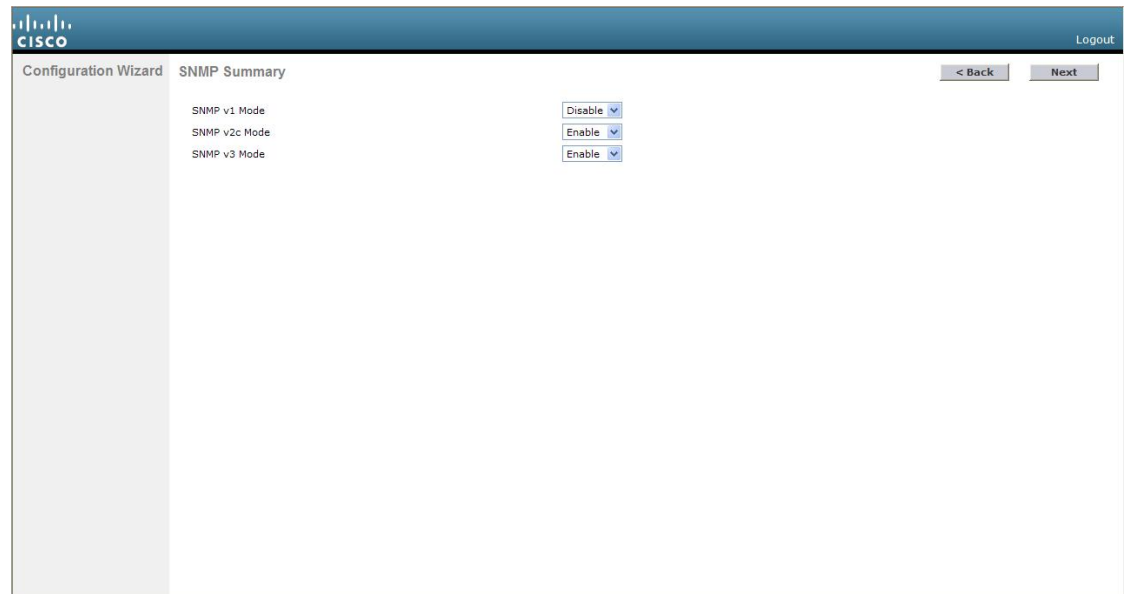 CISCO
Logout
Configuration Wizard
SNMP Summary
< Back
Next
SNMP v1 Mode Disable
SNMP v2c Mode Enable
SNMP v3 Mode Enable